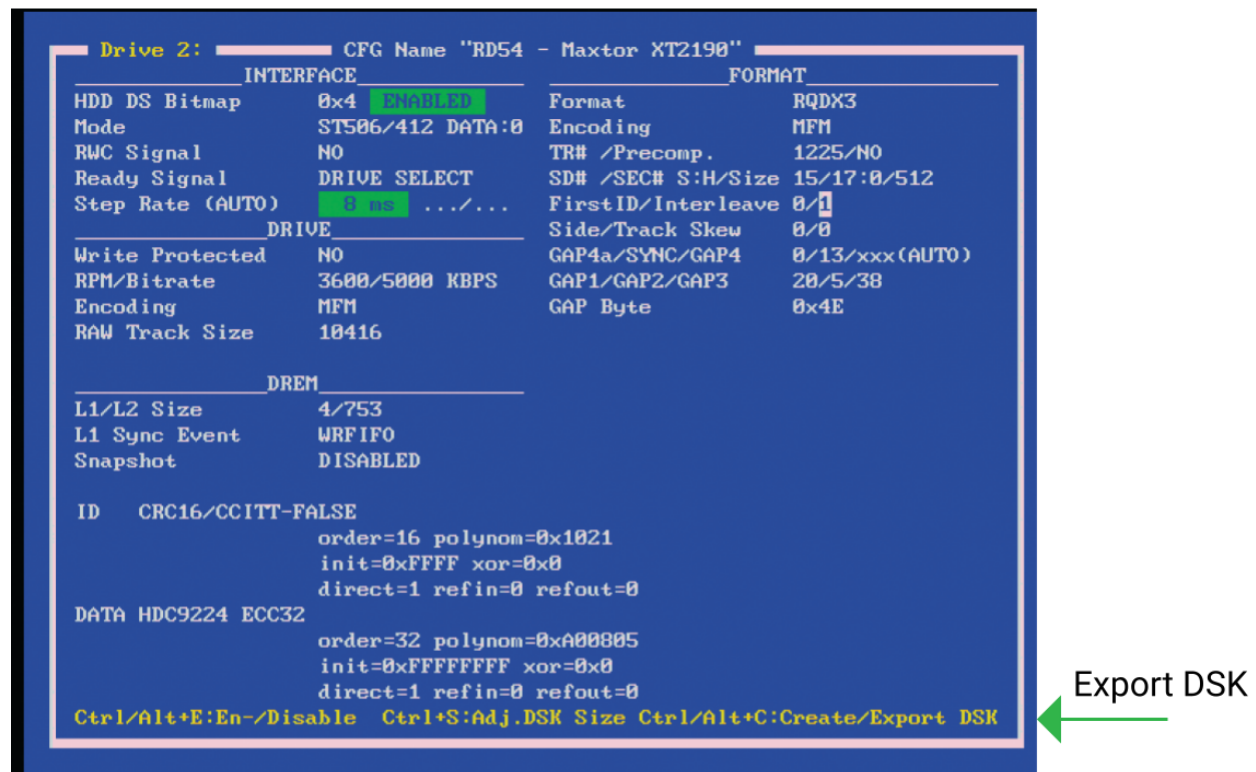 Drive 2: CFG Name "RD54 - Maxtor XT2190"
INTERFACE
HDD DS Bitmap 0x4 ENABLED
Mode ST506/412 DATA:0
RWC Signal NO
Ready Signal DRIVE SELECT
Step Rate (AUTO) 8 ms .../...
DRIVE
Write Protected NO
RPM/Bitrate 3600/5000 KBPS
Encoding MFM
RAW Track Size 10416
DREM
L1/L2 Size 4/753
L1 Sync Event WRFIFO
Snapshot DISABLED
FORMAT
Format RQDX3
Encoding MFM
TR# /Precomp. 1225/NO
SD# /SEC# S:H/Size 15/17:0/512
FirstID/Interleave 0/1
Side/Track Skew 0/0
GAP4a/SYNC/GAP4 0/13/xxx(AUTO)
GAP1/GAP2/GAP3 20/5/38
GAP Byte 0x4E
ID CRC16/CCITT-FALSE
order=16 polynom=0x1021
init=0xFFFF xor=0x0
direct=1 refin=0 refout=0
DATA HDC9224 ECC32
order=32 polynom=0xA00805
init=0xFFFFFFFF xor=0x0
direct=1 refin=0 refout=0
Ctrl/Alt+E:En-/Disable Ctrl+S:Adj.DSK Size Ctrl/Alt+C:Create/Export DSK
Export DSK